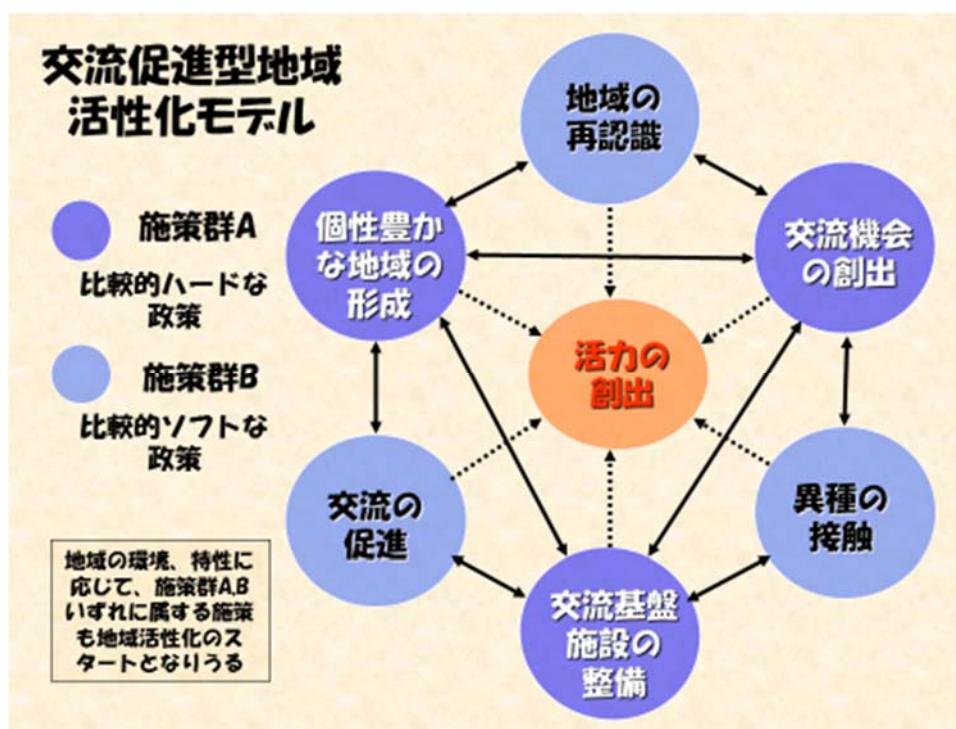 交流促進型地域
活性化モデル
施策群A
比較的ハードな
政策
施策群B
比較的ソフトな
政策
地域の環境、特性に
応じて、施策群A,B
いずれに属する施策
も地域活性化のス
タートとなりうる
地域の
再認識
個性豊か
な地域の
形成
交流機会
の創出
活力の
創出
交流の
促進
異種の
接触
交流基盤
施設の
整備